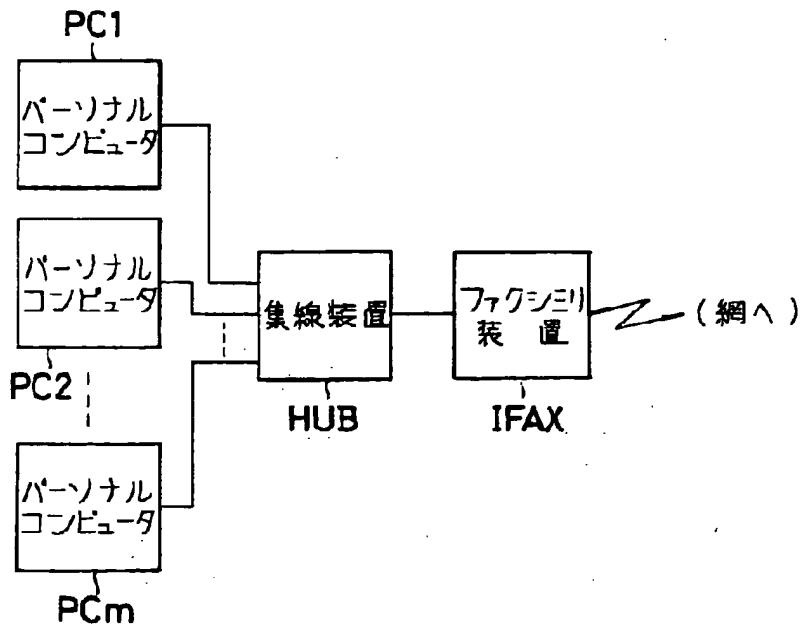 PC1
パーソナル
コンピュータ
パーソナル
コンピュータ
PC2
集線装置
HUB
ファクシミリ
装置
IFAX
(網へ)
パーソナル
コンピュータ
PCm